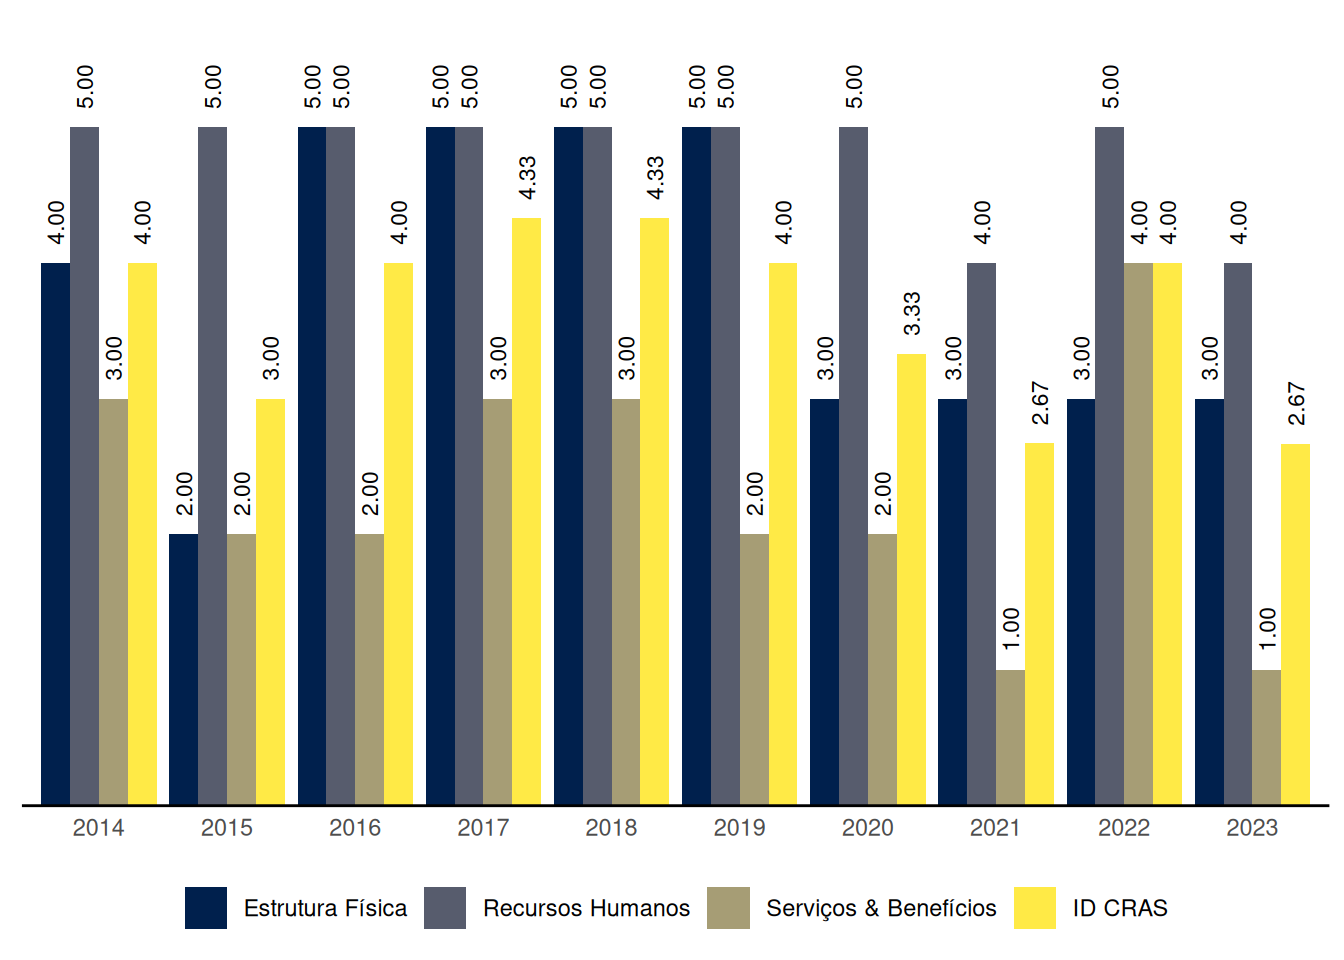 4.00 5.00 3.00 4.00
2.00 5.00 2.00 3.00
5.00 5.00 2.00 4.00
5.00 5.00 3.00 4.33
5.00 5.00 3.00 4.33
5.00 5.00 2.00 4.00
3.00 5.00 2.00 3.33
3.00 4.00 1.00 2.67
3.00 5.00 4.00 4.00
3.00 4.00 1.00 2.67
2014 2015 2016 2017 2018 2019 2020 2021 2022 2023
Estrutura Física Recursos Humanos Serviços & Benefícios ID CRAS